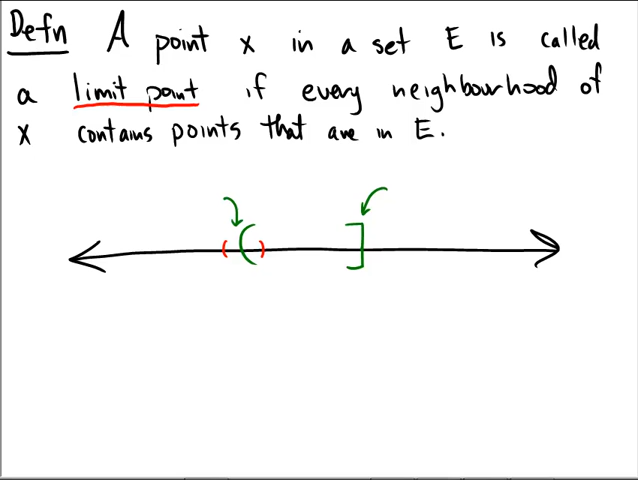 Defn A point x in a set E is called
a limit point if every neighbourhood of
x contains points that are in E.